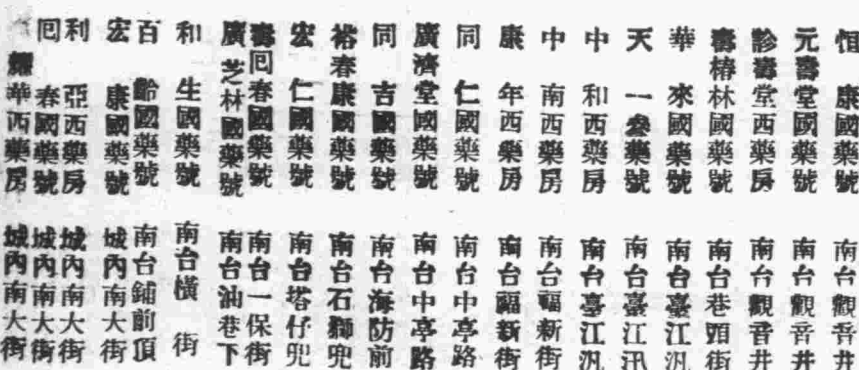 恒康國藥號 南台觀音井
元壽堂國藥號 南台觀音井
診壽堂西藥房 南台觀音井
壽椿林國藥號 南台巷頭街
華來國藥號 南台臺江汛
天一參藥號 南台臺江汛
中和西藥房 南台臺江汛
中南西藥房 南台福新街
康年西藥房 南台福新街
同仁國藥號 南台中亭路
廣濟堂國藥號 南台中亭路
同吉國藥號 南台海防前
裕春康國藥號 南台石獅兜
宏仁國藥號 南台塔仔兜
壽回春國藥號 南台一保街
廣芝林國藥號 南台油巷下
和生國藥號 南台橫街
百齡國藥號 南台鋪前頂
宏康國藥號 城內南大街
利亞西藥房 城內南大街
回春國藥號 城內南大街
華西藥房 城內南大街